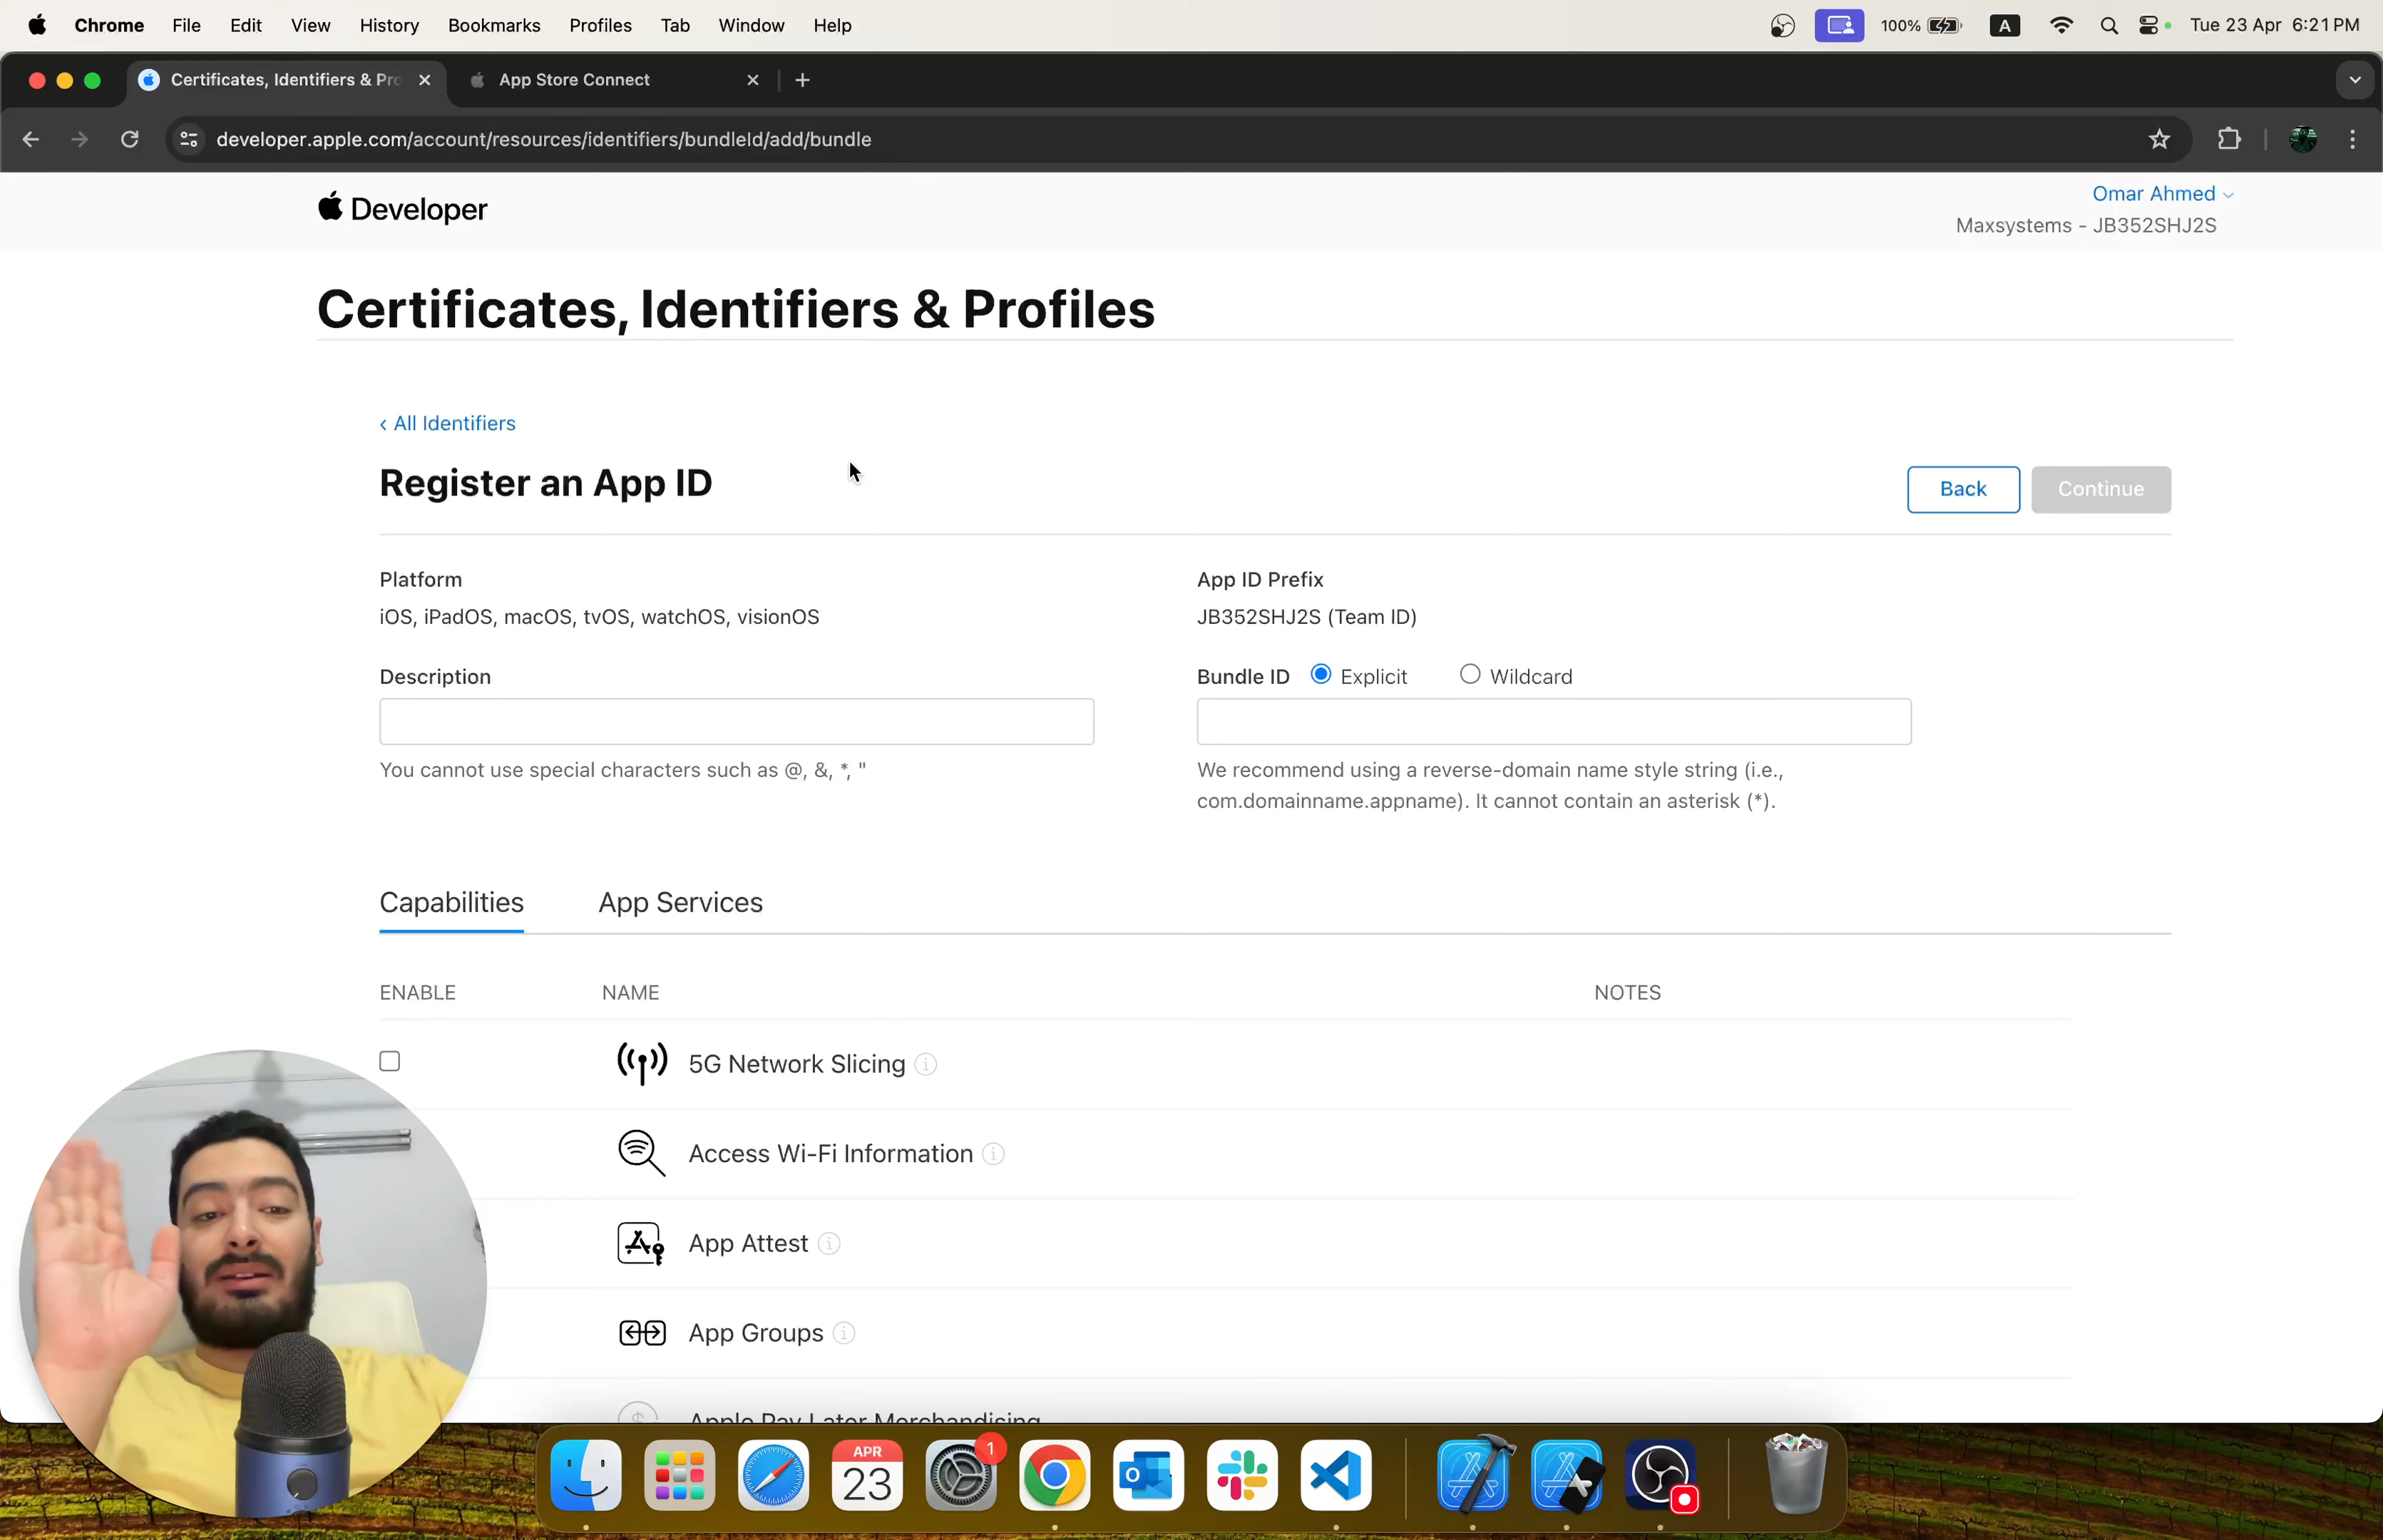 Chrome File Edit View History Bookmarks Profiles Tab Window Help
100% A Tue 23 Apr 6:21 PM
Certificates, Identifiers & Pro
App Store Connect
developer.apple.com/account/resources/identifiers/bundleId/add/bundle
Developer
Omar Ahmed
Maxsystems - JB352SHJ2S
Certificates, Identifiers & Profiles
‹ All Identifiers
Register an App ID
Back
Continue
Platform
iOS, iPadOS, macOS, tvOS, watchOS, visionOS
App ID Prefix
JB352SHJ2S (Team ID)
Description
You cannot use special characters such as @, &, *, "
Bundle ID Explicit Wildcard
We recommend using a reverse-domain name style string (i.e.,
com.domainname.appname). It cannot contain an asterisk (*).
Capabilities App Services
ENABLE NAME NOTES
5G Network Slicing
Access Wi-Fi Information
App Attest
App Groups
Apple Pay Later Merchandising
APR
23
1